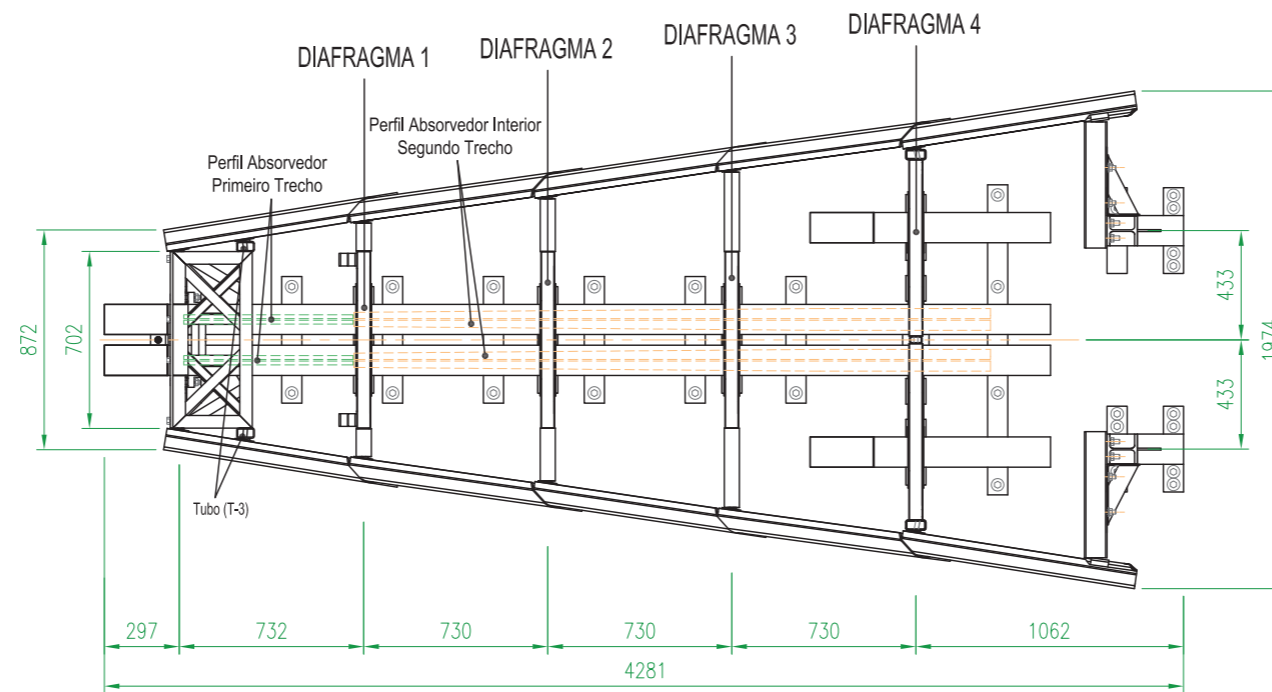 DIAFRAGMA 1
DIAFRAGMA 2
DIAFRAGMA 3
DIAFRAGMA 4
Perfil Absorvedor Interior
Segundo Trecho
Perfil Absorvedor
Primeiro Trecho
872
702
433
433
1974
Tubo (T-3)
297
732
730
730
730
1062
4281